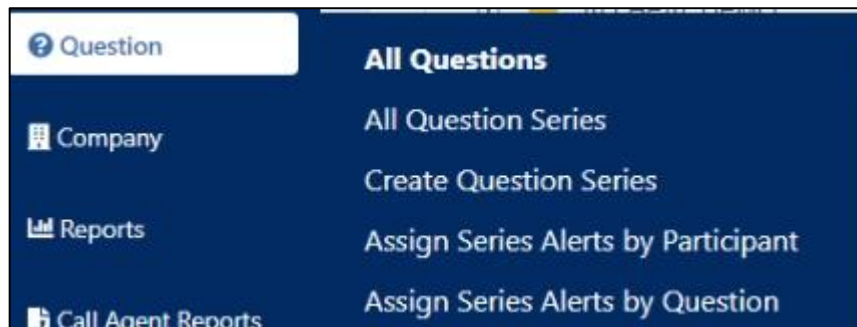 Question
Company
Reports
Call Agent Reports
All Questions
All Question Series
Create Question Series
Assign Series Alerts by Participant
Assign Series Alerts by Question